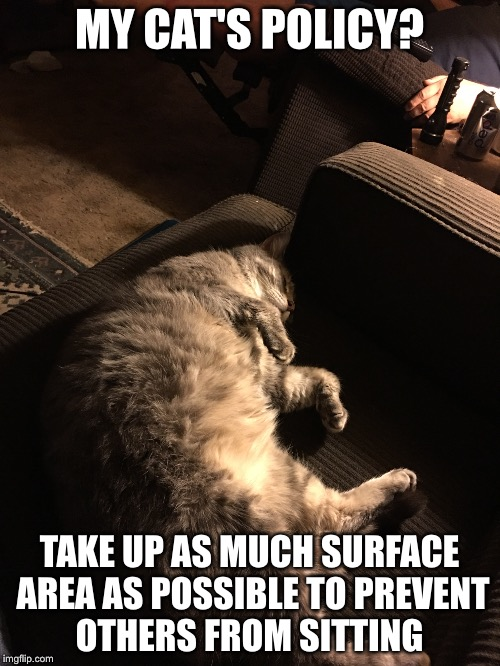 MY CAT'S POLICY?
TAKE UP AS MUCH SURFACE
AREA AS POSSIBLE TO PREVENT
OTHERS FROM SITTING
imgflip.com